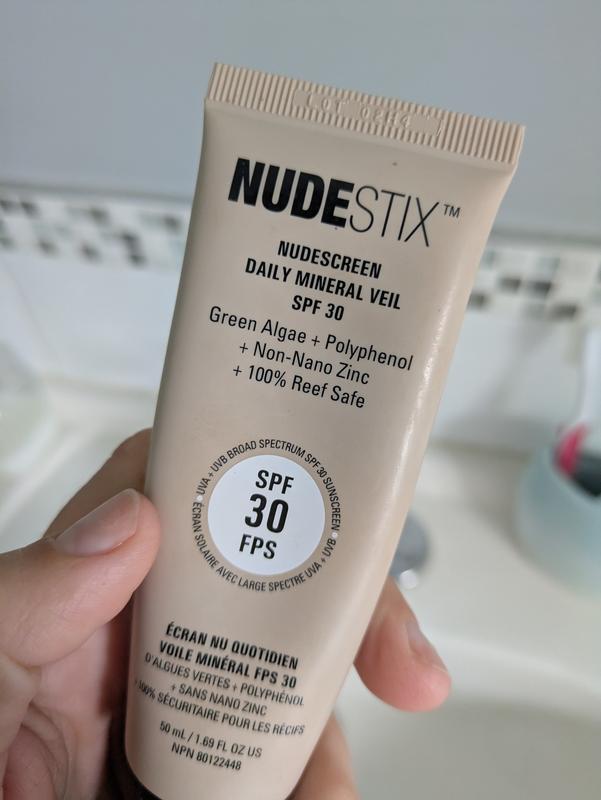 LOT 02H4
NUDESTIX™
NUDESCREEN
DAILY MINERAL VEIL
SPF 30
Green Algae + Polyphenol
+ Non-Nano Zinc
+ 100% Reef Safe
• UVA + UVB BROAD SPECTRUM SPF 30 SUNSCREEN •
SPF
30
FPS
ÉCRAN SOLAIRE AVEC LARGE SPECTRE UVA + UVB
ÉCRAN NU QUOTIDIEN
VOILE MINÉRAL FPS 30
D'ALGUES VERTES + POLYPHÉNOL
+ SANS NANO ZINC
+ 100% SÉCURITAIRE POUR LES RÉCIFS
50 mL / 1.69 FL OZ US
NPN 80122448